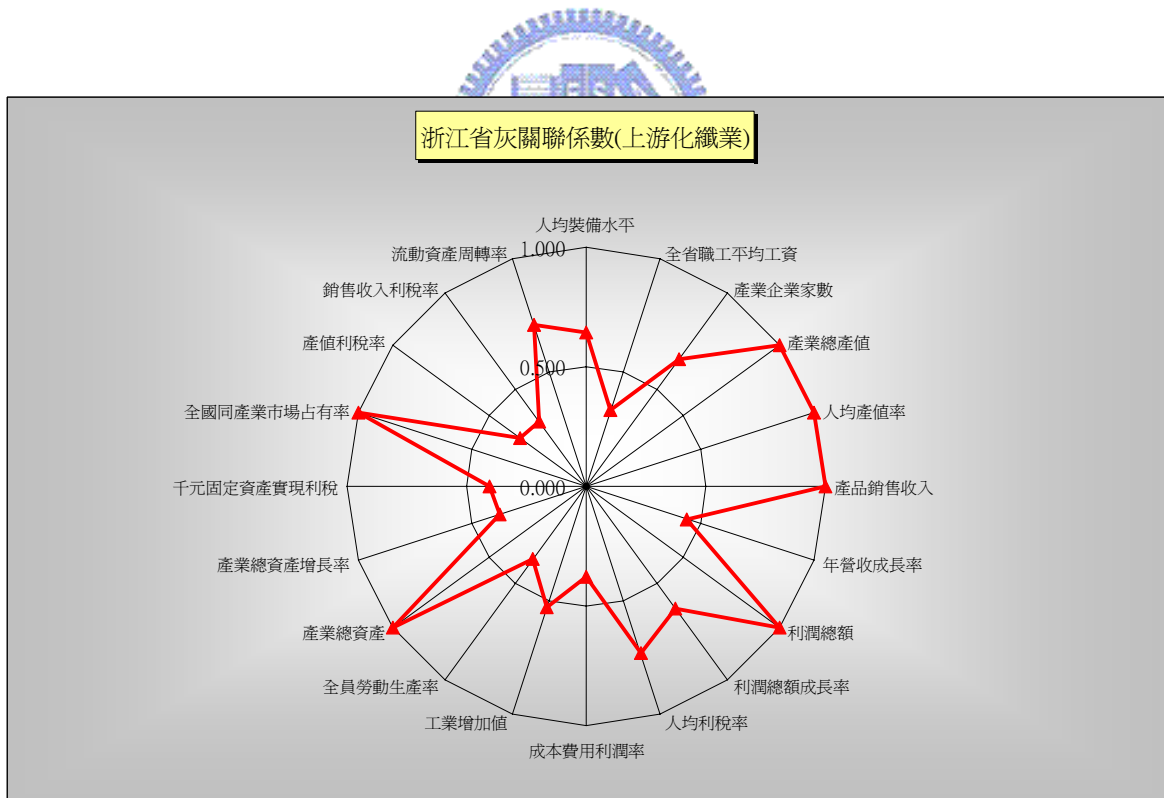 浙江省灰關聯係數(上游化纖業)
人均裝備水平
全省職工平均工資
產業企業家數
產業總產值
人均產值率
產品銷售收入
年營收成長率
利潤總額
利潤總額成長率
人均利稅率
成本費用利潤率
工業增加值
全員勞動生產率
產業總資產
產業總資產增長率
千元固定資產實現利稅
全國同產業市場占有率
產值利稅率
銷售收入利稅率
流動資產周轉率
1.000
0.500
0.000